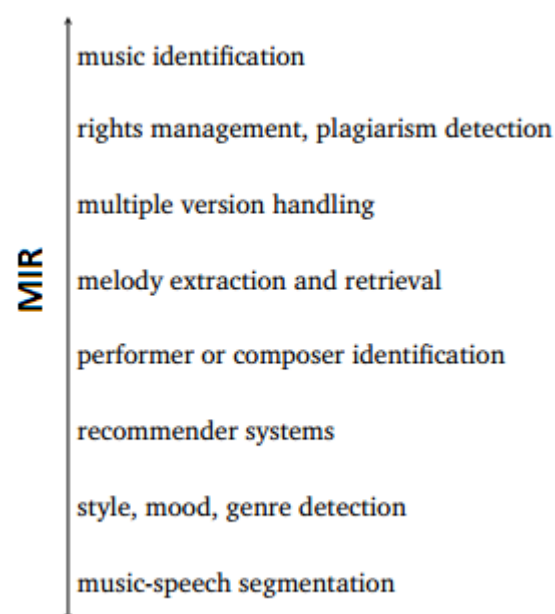 music identification
rights management, plagiarism detection
multiple version handling
MIR
melody extraction and retrieval
performer or composer identification
recommender systems
style, mood, genre detection
music-speech segmentation